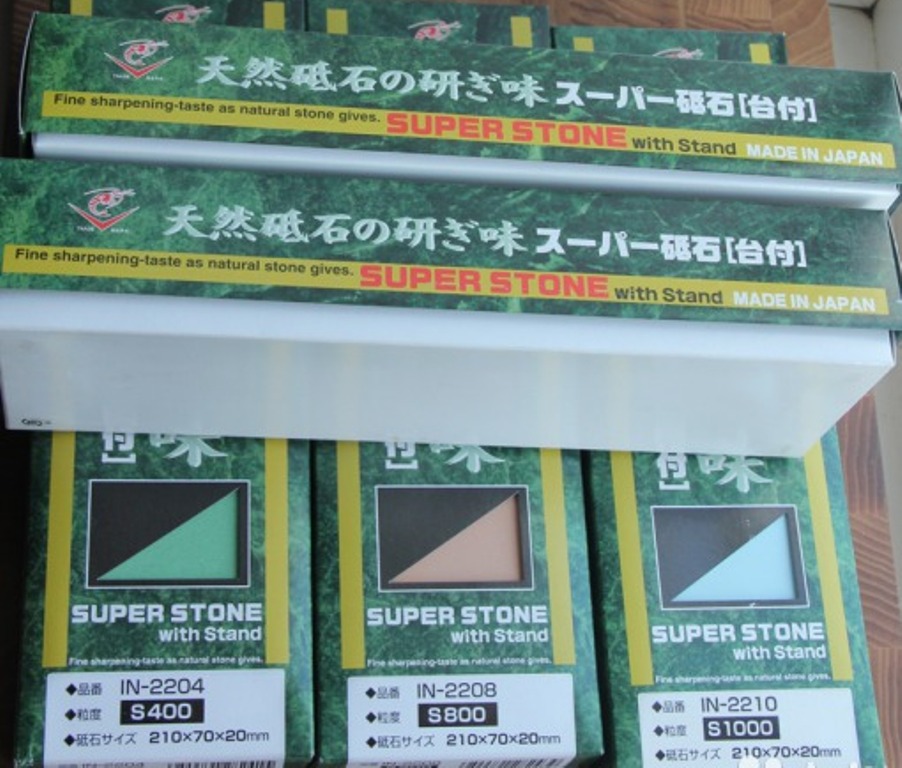 天然砥石の研ぎ味 スーパー砥石[台付]
Fine sharpening-taste as natural stone gives. SUPER STONE with Stand MADE IN JAPAN
天然砥石の研ぎ味 スーパー砥石[台付]
Fine sharpening-taste as natural stone gives. SUPER STONE with Stand MADE IN JAPAN
付] 味
SUPER STONE
with Stand
Fine sharpening-taste as natural stone gives.
◆品番 IN-2204
◆粒度 S400
◆砥石サイズ 210×70×20mm
付] 味
SUPER STONE
with Stand
Fine sharpening-taste as natural stone gives.
◆品番 IN-2208
◆粒度 S800
◆砥石サイズ 210×70×20mm
付] 味
SUPER STONE
with Stand
Fine sharpening-taste as natural stone gives.
◆品番 IN-2210
◆粒度 S1000
◆砥石サイズ 210×70×20mm